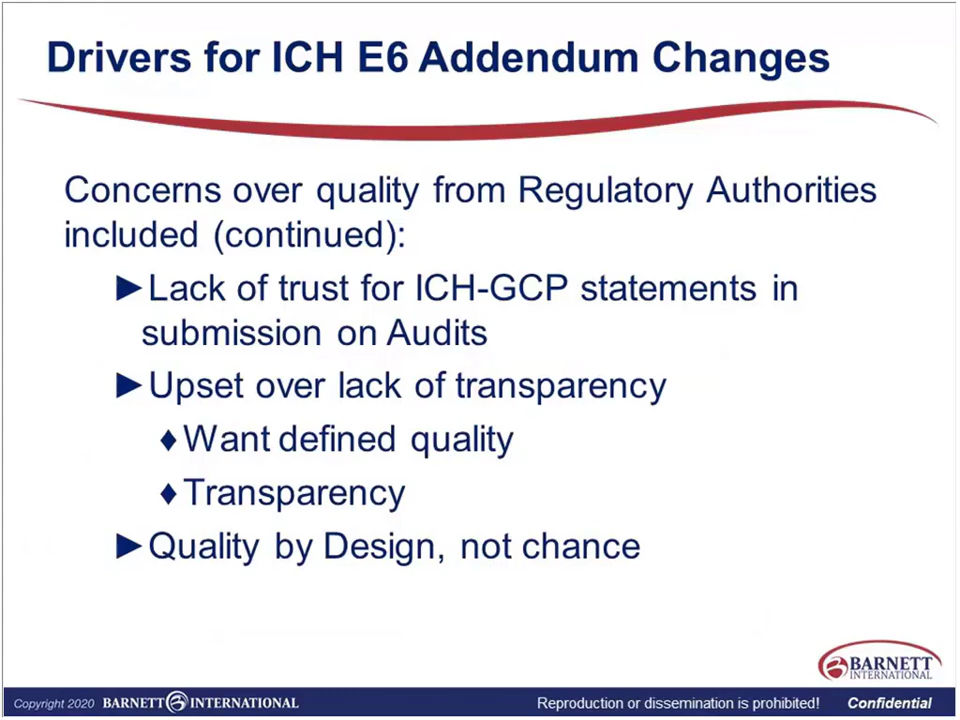 Drivers for ICH E6 Addendum Changes
Concerns over quality from Regulatory Authorities
included (continued):
►Lack of trust for ICH-GCP statements in
submission on Audits
►Upset over lack of transparency
♦Want defined quality
♦Transparency
►Quality by Design, not chance
BARNETT
INTERNATIONAL
Copyright 2020 BARNETT INTERNATIONAL Reproduction or dissemination is prohibited! Confidential